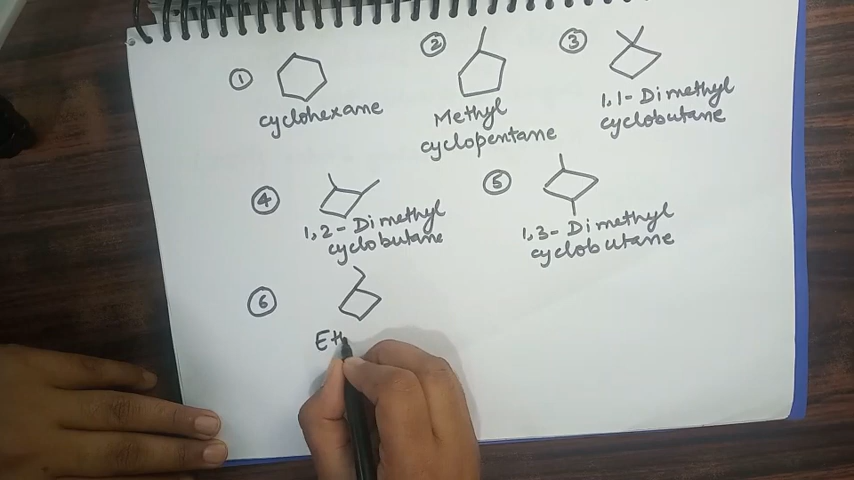 ①
cyclohexane
②
Methyl
cyclopentane
③
1,1-Dimethyl
cyclobutane
④
1,2-Dimethyl
cyclobutane
⑤
1,3-Dimethyl
cyclobutane
⑥
Eth